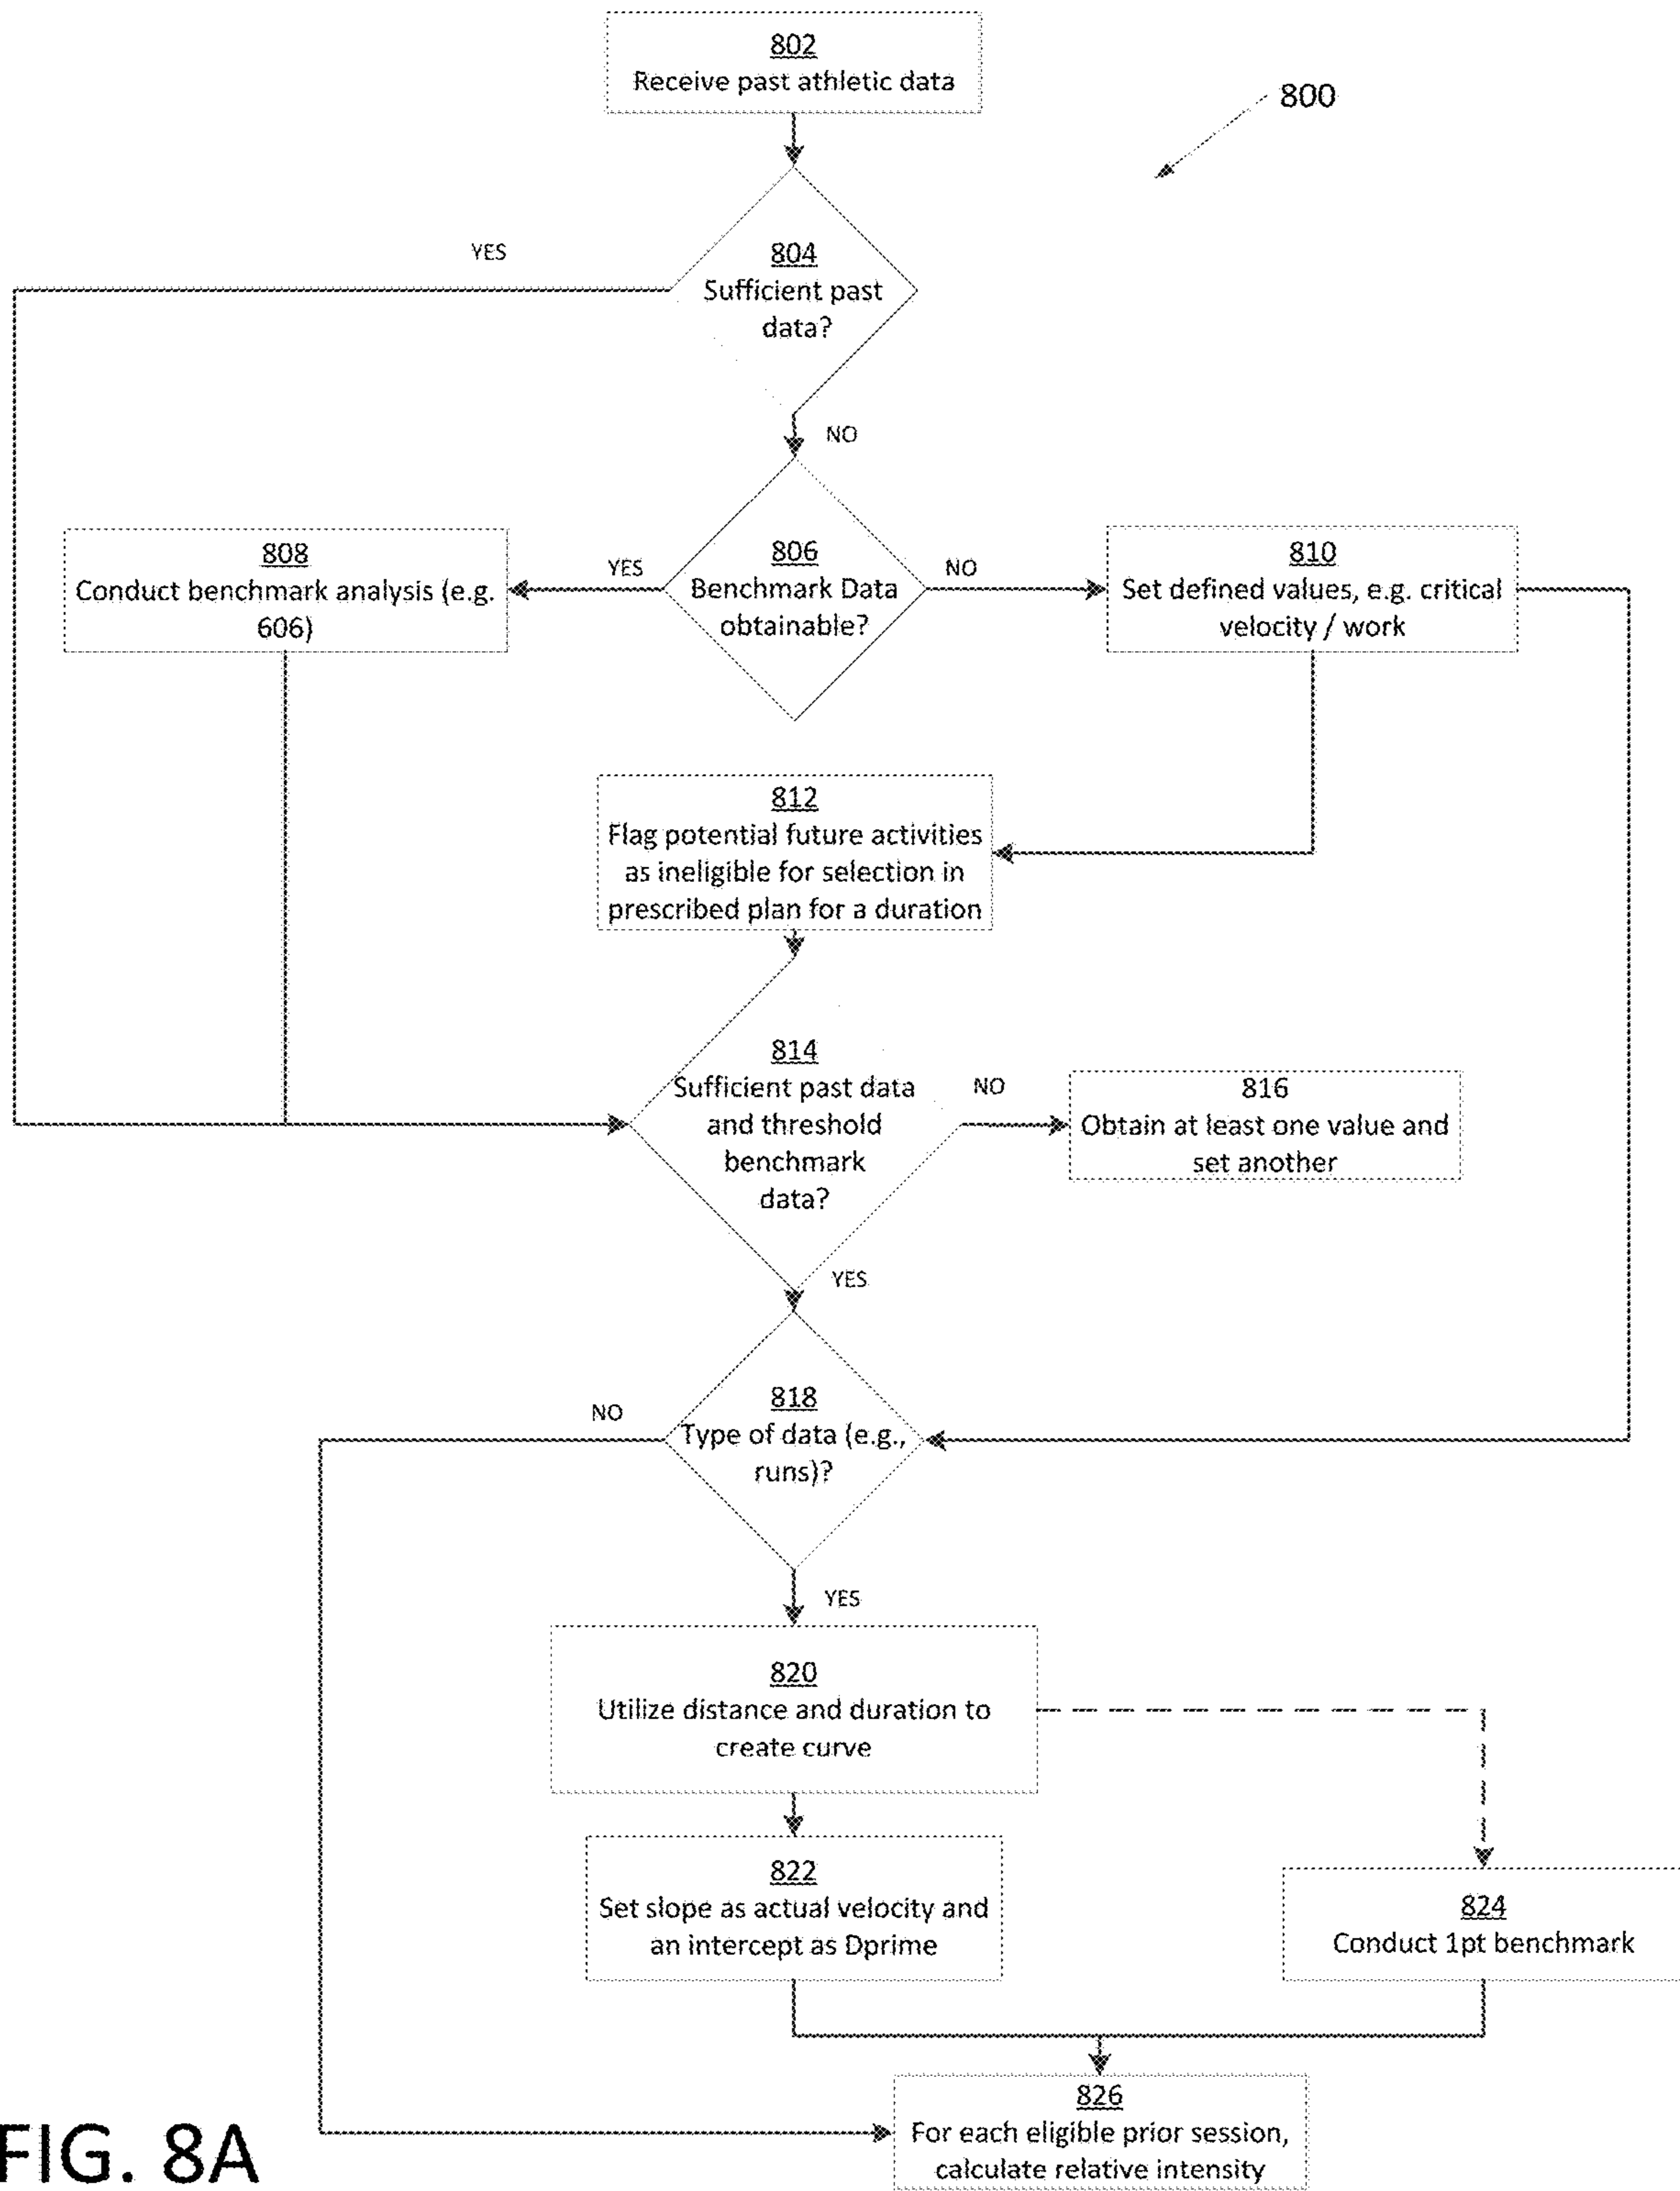 802
Receive past athletic data
800
YES
804
Sufficient past
data?
NO
808
Conduct benchmark analysis (e.g.
606)
YES
806
Benchmark Data
obtainable?
NO
810
Set defined values, e.g. critical
velocity / work
812
Flag potential future activities
as ineligible for selection in
prescribed plan for a duration
814
Sufficient past data
and threshold
benchmark
data?
NO
816
Obtain at least one value and
set another
YES
NO
818
Type of data (e.g.,
runs)?
YES
820
Utilize distance and duration to
create curve
822
Set slope as actual velocity and
an intercept as Dprime
824
Conduct 1pt benchmark
826
For each eligible prior session,
calculate relative intensity
FIG. 8A